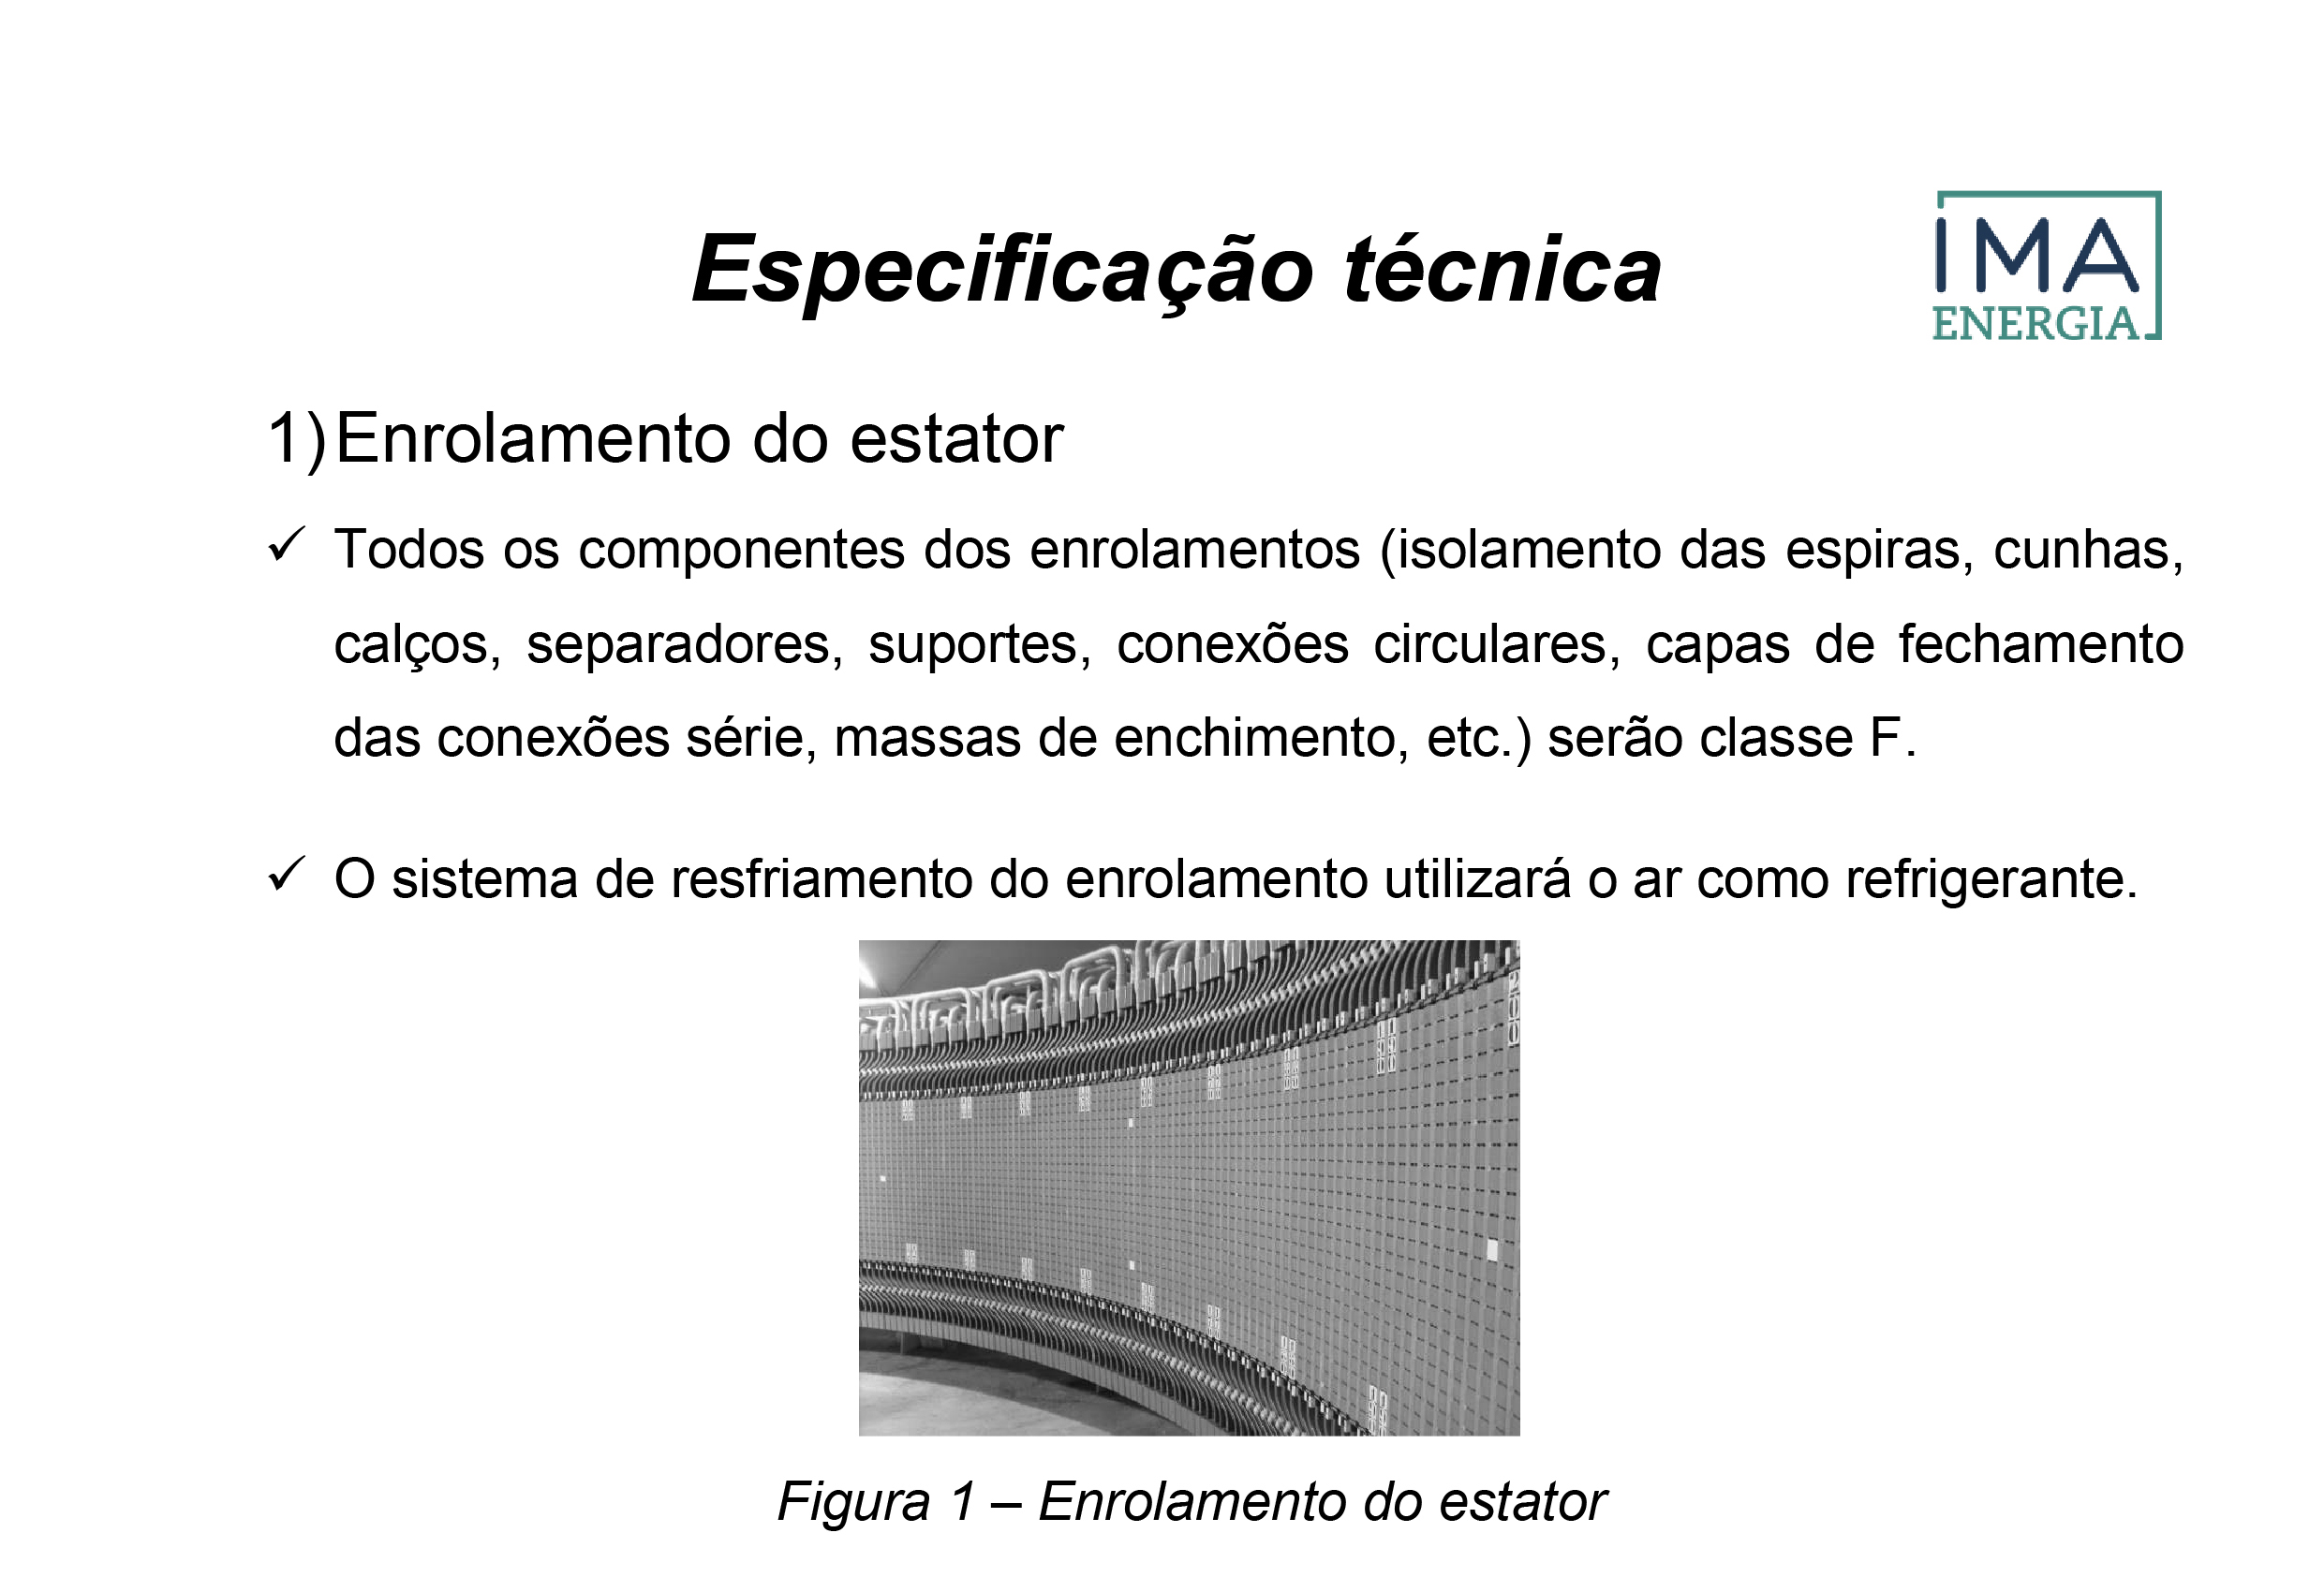 Especificação técnica
IMA
ENERGIA
1) Enrolamento do estator
✓ Todos os componentes dos enrolamentos (isolamento das espiras, cunhas,
calços, separadores, suportes, conexões circulares, capas de fechamento
das conexões série, massas de enchimento, etc.) serão classe F.
✓ O sistema de resfriamento do enrolamento utilizará o ar como refrigerante.
200
190
Figura 1 – Enrolamento do estator